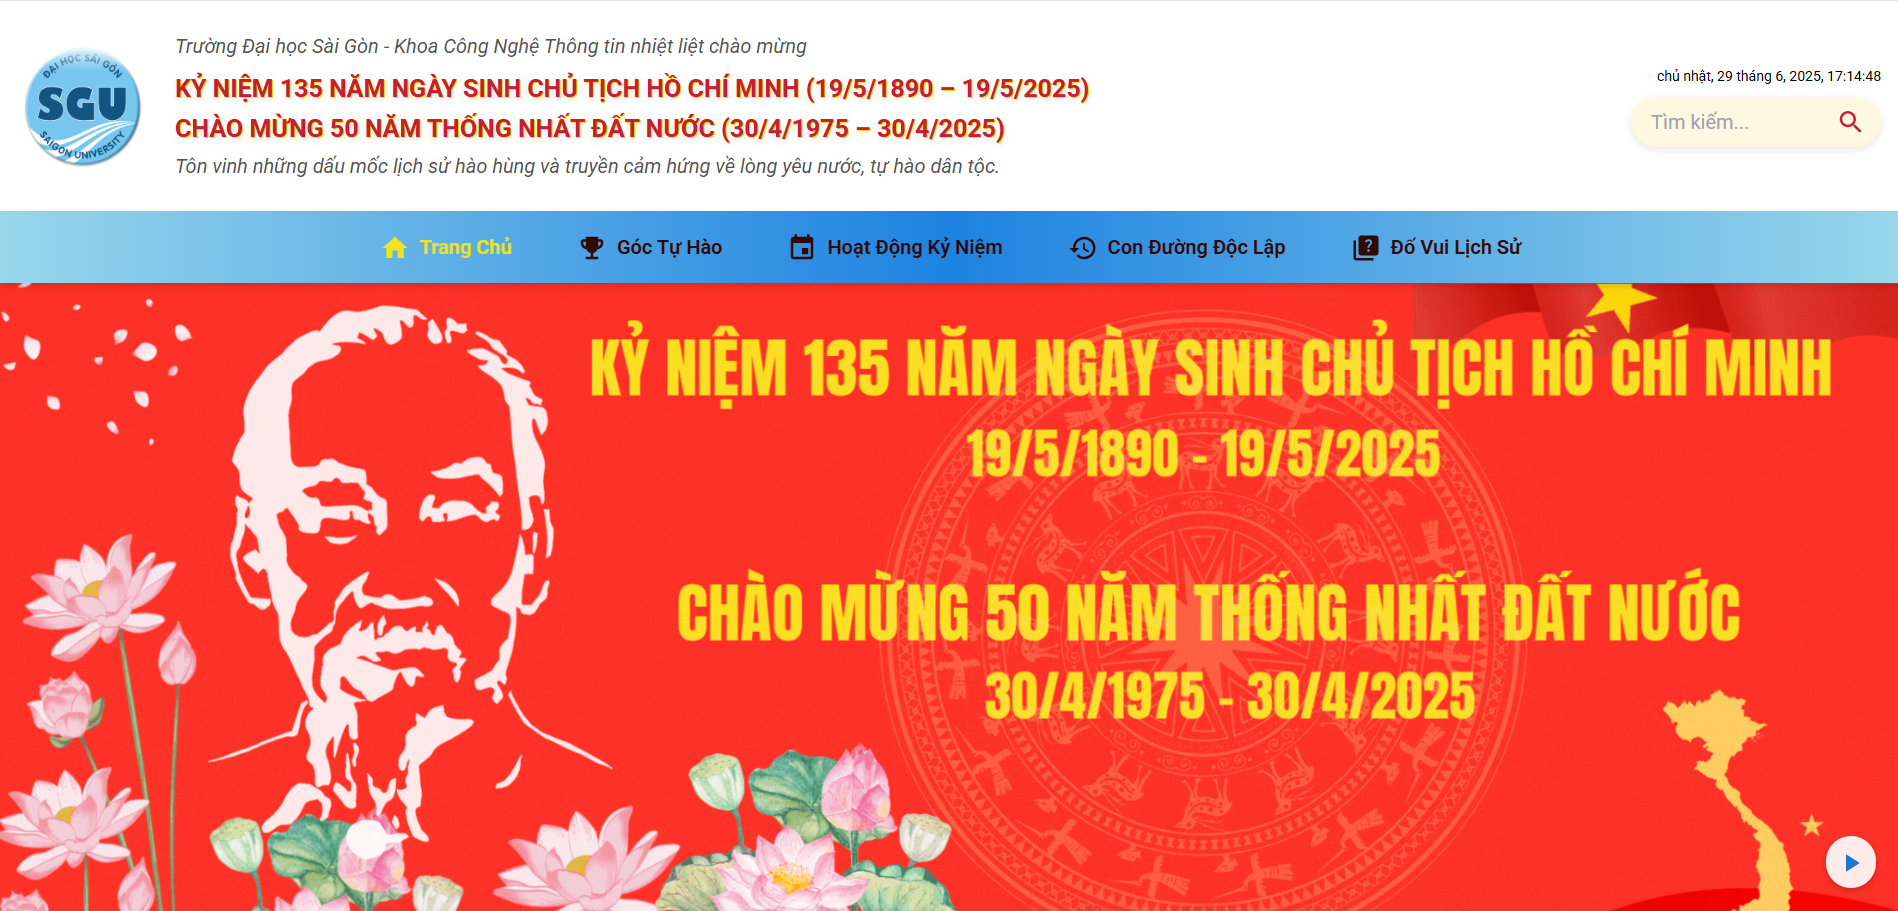 ĐẠI HỌC SÀI GÒN
SGU
SAIGON UNIVERSITY
Trường Đại học Sài Gòn - Khoa Công Nghệ Thông tin nhiệt liệt chào mừng
KỶ NIỆM 135 NĂM NGÀY SINH CHỦ TỊCH HỒ CHÍ MINH (19/5/1890 – 19/5/2025)
CHÀO MỪNG 50 NĂM THỐNG NHẤT ĐẤT NƯỚC (30/4/1975 – 30/4/2025)
Tôn vinh những dấu mốc lịch sử hào hùng và truyền cảm hứng về lòng yêu nước, tự hào dân tộc.
chủ nhật, 29 tháng 6, 2025, 17:14:48
Tìm kiếm...
Trang Chủ Góc Tự Hào Hoạt Động Kỷ Niệm Con Đường Độc Lập Đố Vui Lịch Sử
KỶ NIỆM 135 NĂM NGÀY SINH CHỦ TỊCH HỒ CHÍ MINH
19/5/1890 - 19/5/2025
CHÀO MỪNG 50 NĂM THỐNG NHẤT ĐẤT NƯỚC
30/4/1975 - 30/4/2025